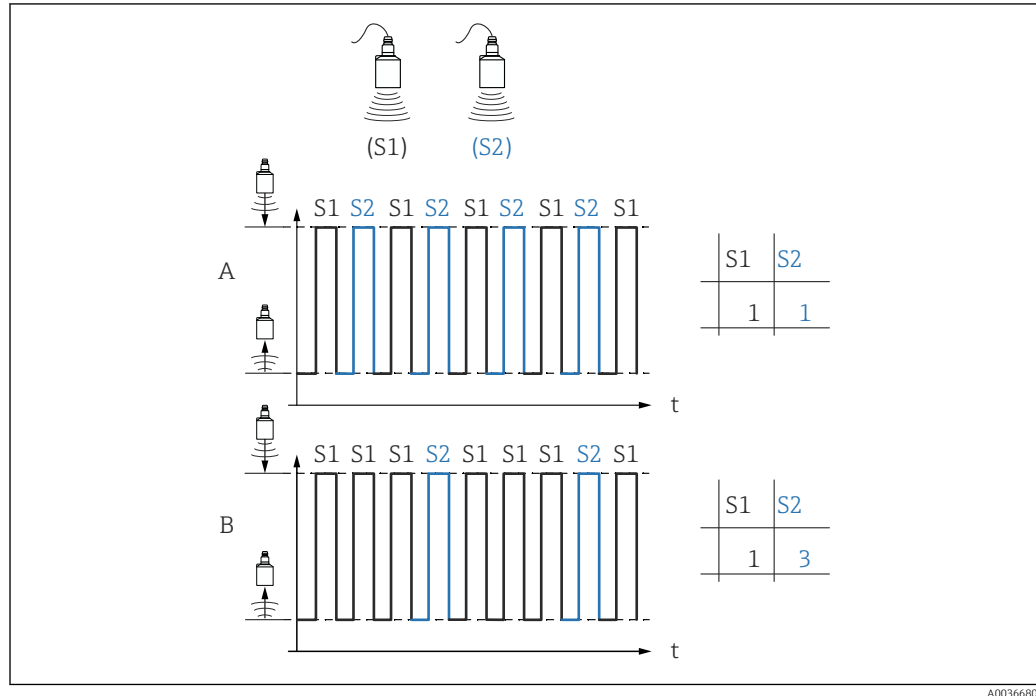 (S1) (S2)
S1 S2 S1 S2 S1 S2 S1 S2 S1
A
S1 S2
1 1
t
S1 S1 S1 S2 S1 S1 S1 S2 S1
B
S1 S2
1 3
t
A0036680